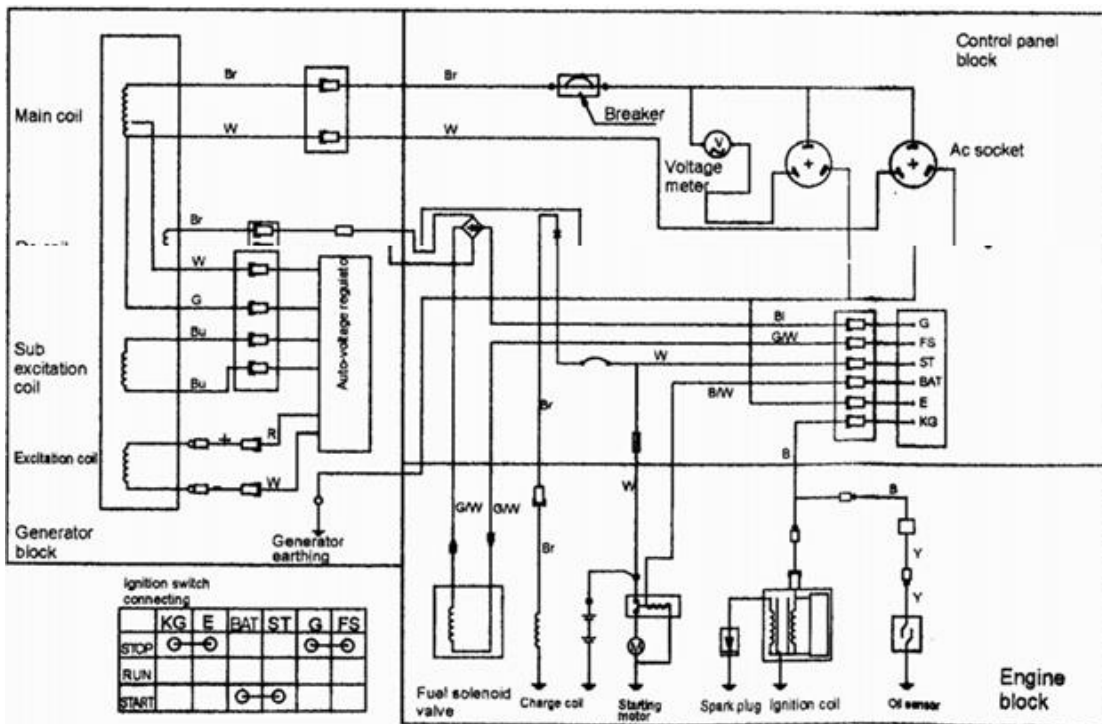 Control panel
block
Main coil
Br
Br
Breaker
W
W
Voltage
meter
V
Ac socket
Br
W
G
Bu
Bu
Auto-voltage regulator
Sub
excitation
coil
Excitation coil
+
R
-
W
Generator
block
Generator
earthing
Bl
G
G/W
FS
W
ST
B/W
BAT
E
KG
Br
B
W
B
G/W
G/W
Br
Y
Y
M
Fuel solenoid
valve
Charge coil
Starting
motor
Spark plug
Ignition coil
Oil sensor
Engine
block
Ignition switch
connecting
KG E BAT ST G FS
STOP
RUN
START